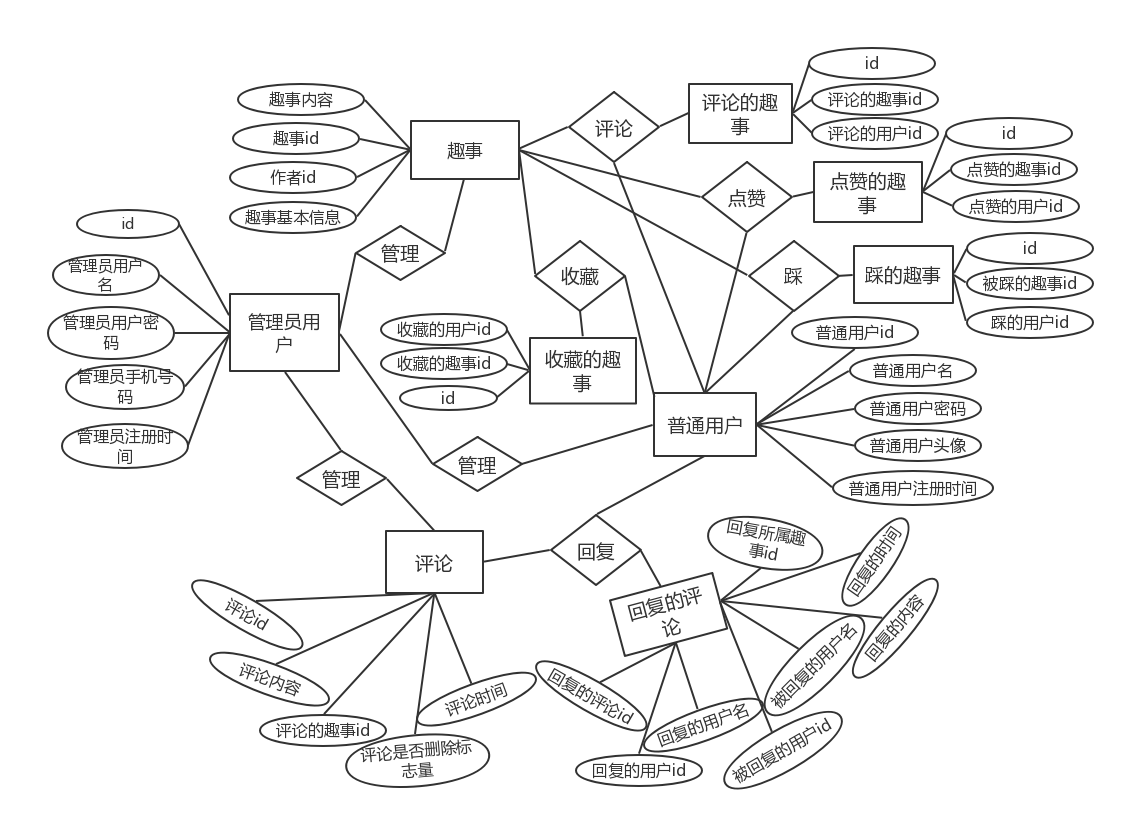 id
评论的趣事id
评论的用户id
评论的趣
事
评论
趣事
趣事内容
趣事id
作者id
趣事基本信息
id
点赞的趣事id
点赞的用户id
点赞的趣
事
点赞
id
被踩的趣事id
踩的用户id
踩的趣事
踩
管理
收藏
id
管理员用户
名
管理员用户密
码
管理员手机号
码
管理员注册时
间
管理员用
户
收藏的用户id
收藏的趣事id
id
收藏的趣
事
普通用户id
普通用户名
普通用户密码
普通用户头像
普通用户注册时间
普通用户
管理
管理
评论
回复
回复所属趣
事id
回复的时间
回复的内容
被回复的用户名
被回复的用户id
回复的评
论
评论id
评论内容
评论的趣事id
评论是否删除标
志量
评论时间
回复的评论id
回复的用户名
回复的用户id